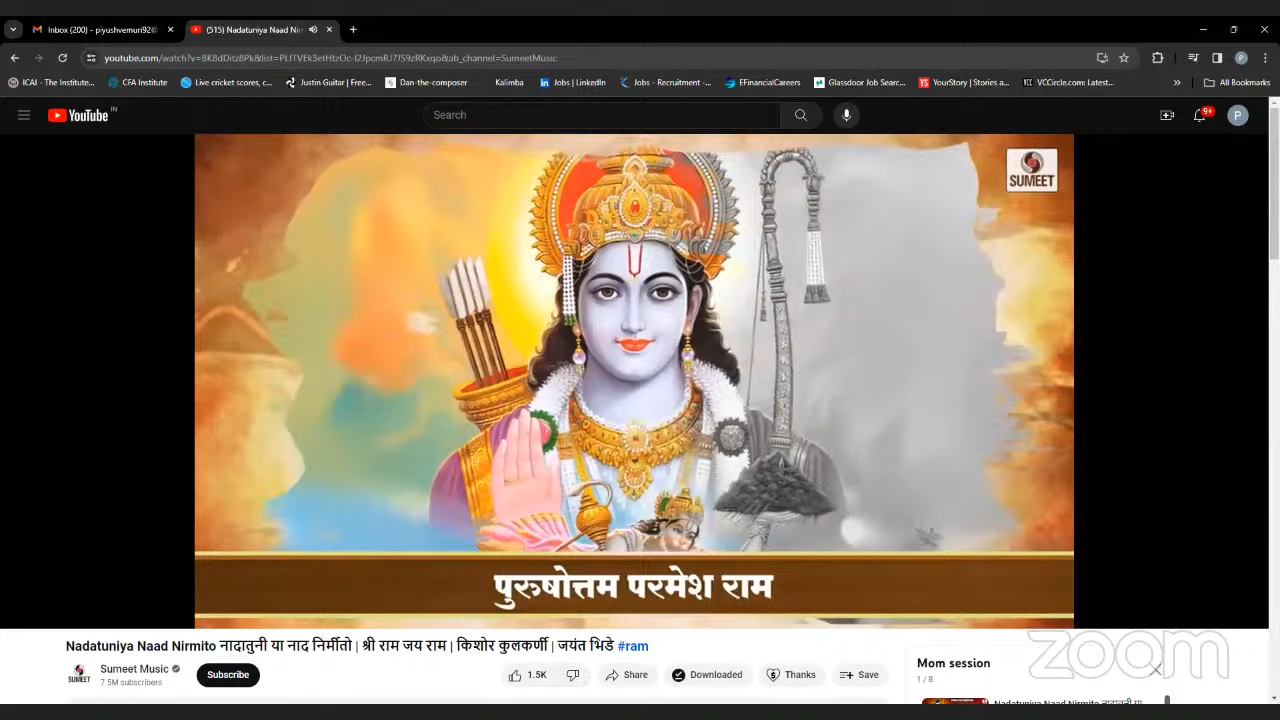 Inbox (200) - piyushvemuri92@
(515) Nadatuniya Naad Nir
youtube.com/watch?v=8K8dDitz8Pk&list=PLfTVEk3etHtzOc-I2JpcmRJ7JS9zRKxqo&ab_channel=SumeetMusic
ICAI - The Institute...
CFA Institute
Live cricket scores, c...
Justin Guitar | Free...
Dan-the-composer
Kalimba
Jobs | LinkedIn
Jobs - Recruitment -...
EFinancialCareers
Glassdoor Job Searc...
YourStory | Stories a...
VCCircle.com: Latest...
»
All Bookmarks
YouTube IN
Search
9+
P
SUMEET
पुरुषोत्तम परमेश राम
Nadatuniya Naad Nirmito नादातुनी या नाद निर्मीतो | श्री राम जय राम | किशोर कुलकर्णी | जयंत भिडे #ram
SUMEET
Sumeet Music
7.5M subscribers
Subscribe
1.5K
Share
Downloaded
Thanks
Save
Mom session
1 / 8
Nadatuniya Naad Nirmito नादातुनी या
zoom